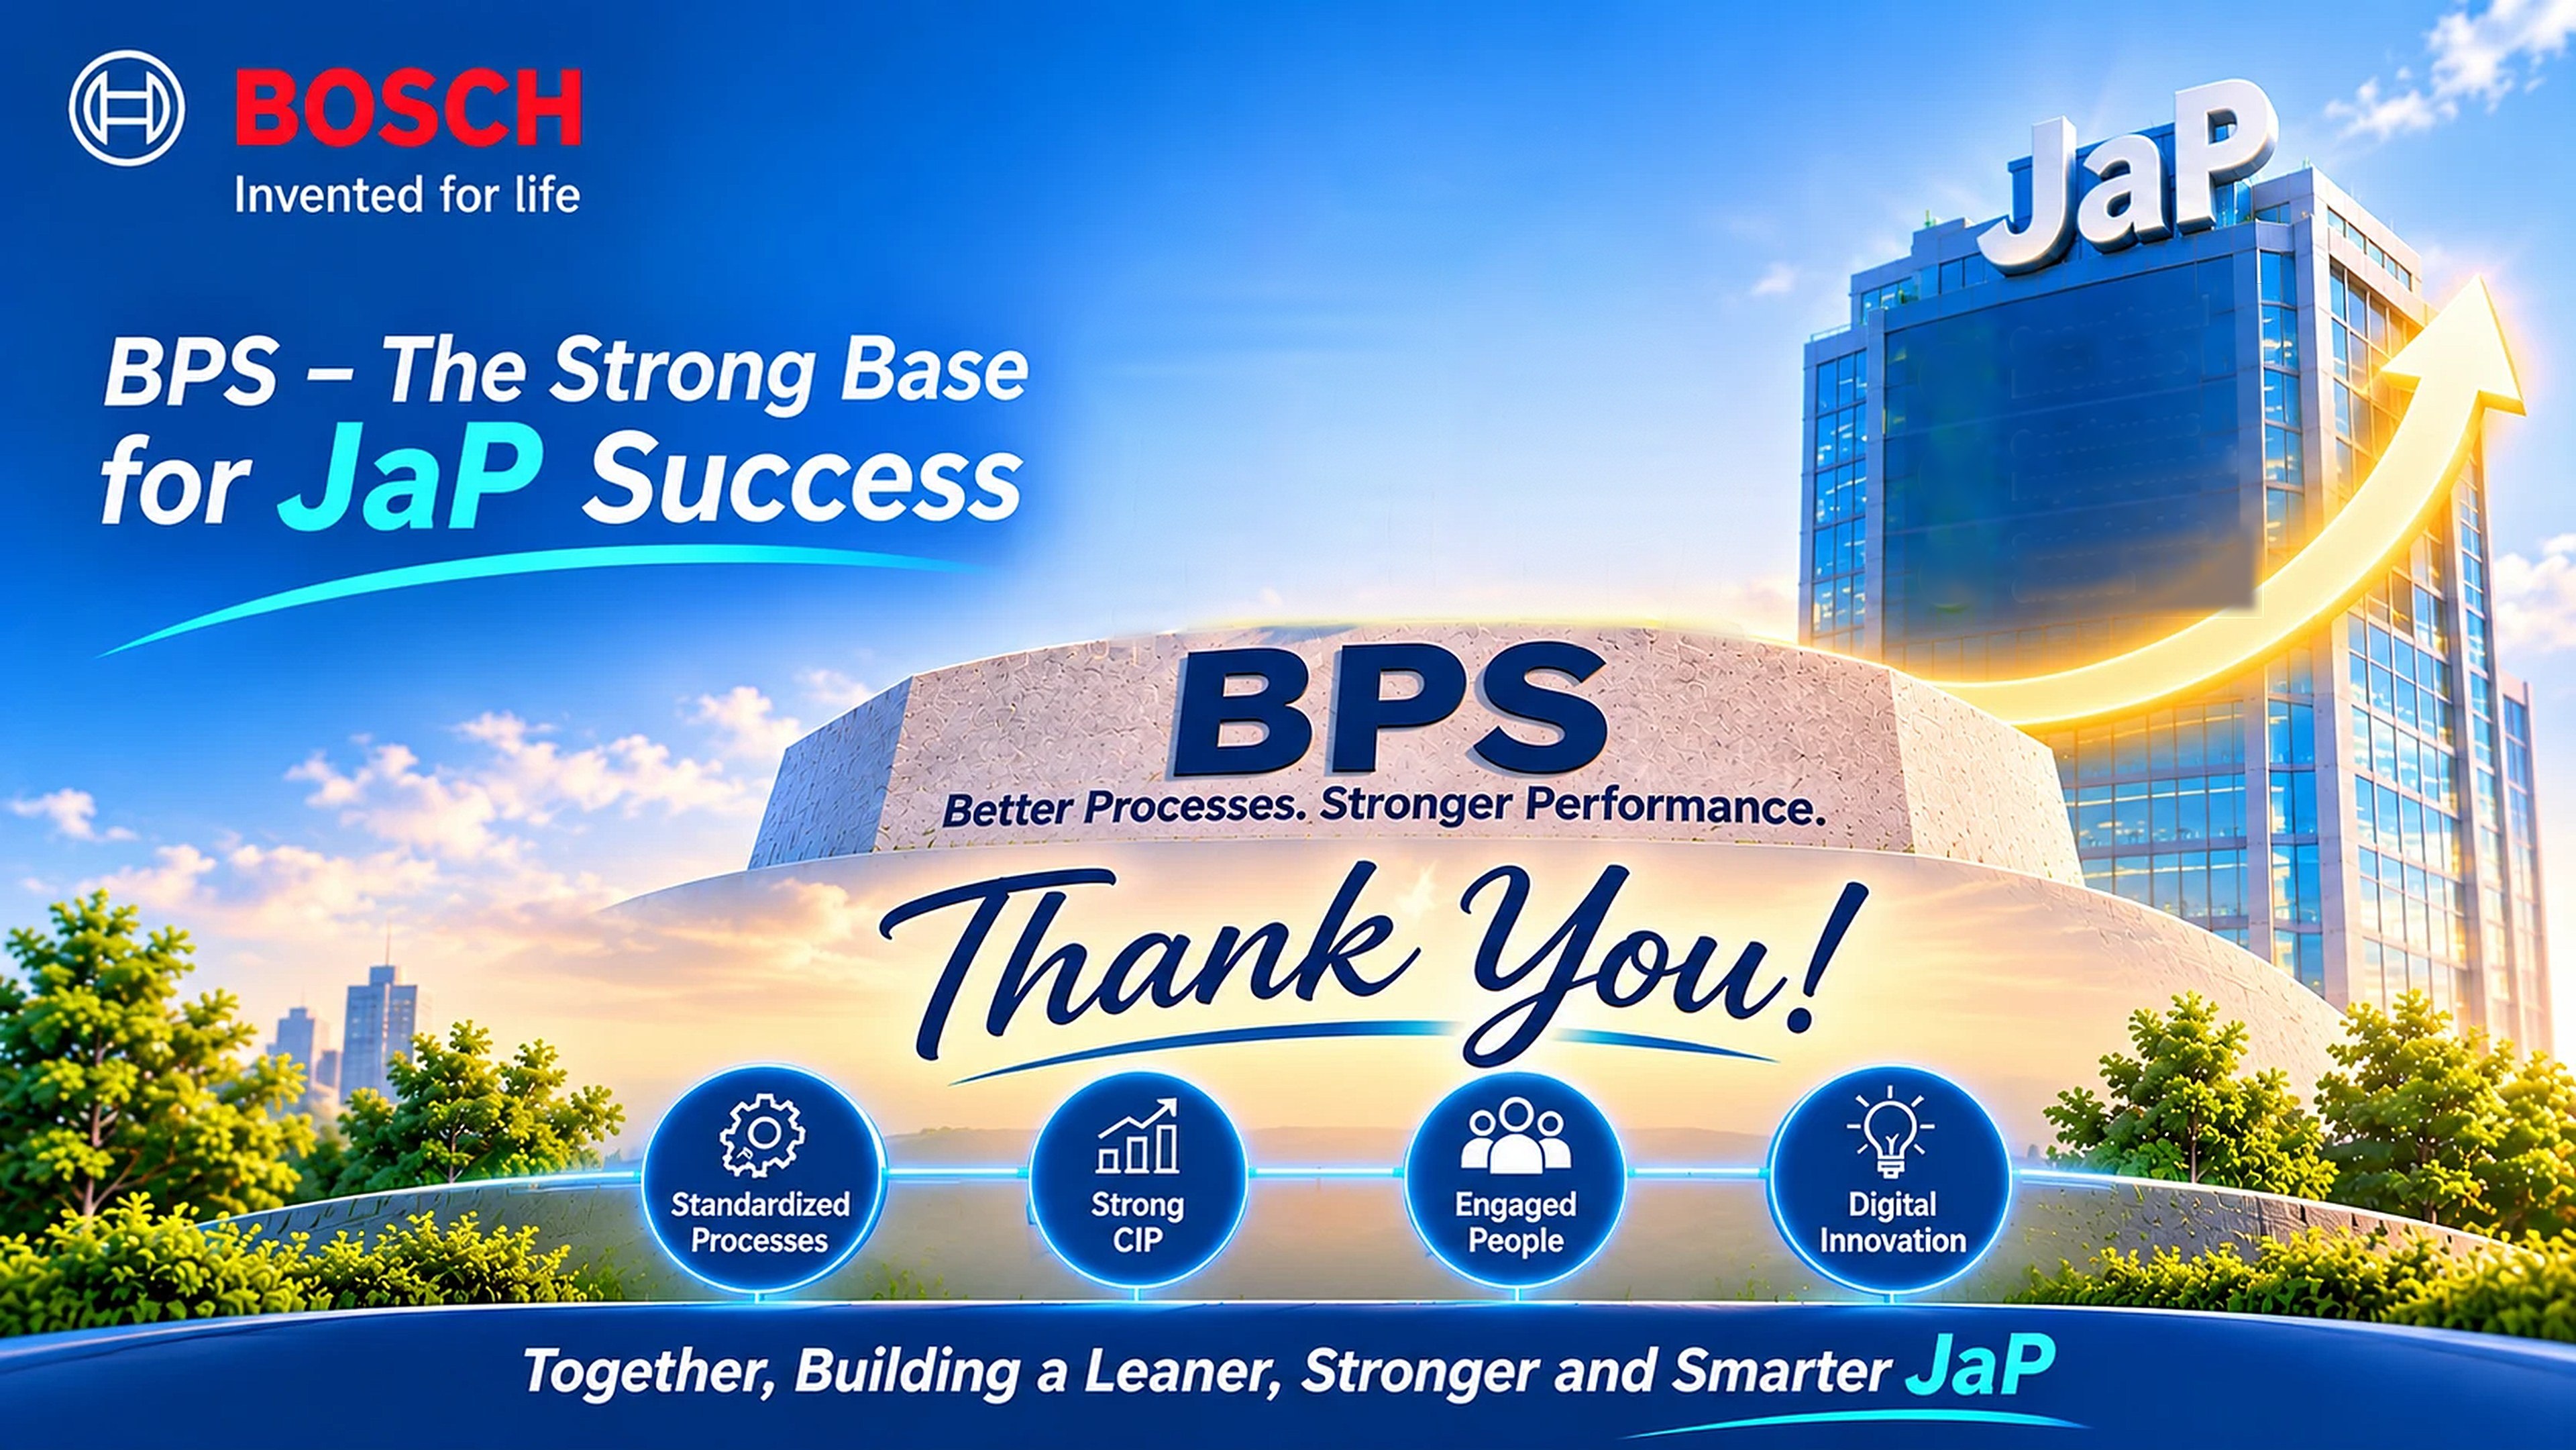 BOSCH
Invented for life
JaP
BPS – The Strong Base
for JaP Success
BPS
Better Processes. Stronger Performance.
Thank You!
Standardized
Processes
Strong
CIP
Engaged
People
Digital
Innovation
Together, Building a Leaner, Stronger and Smarter JaP